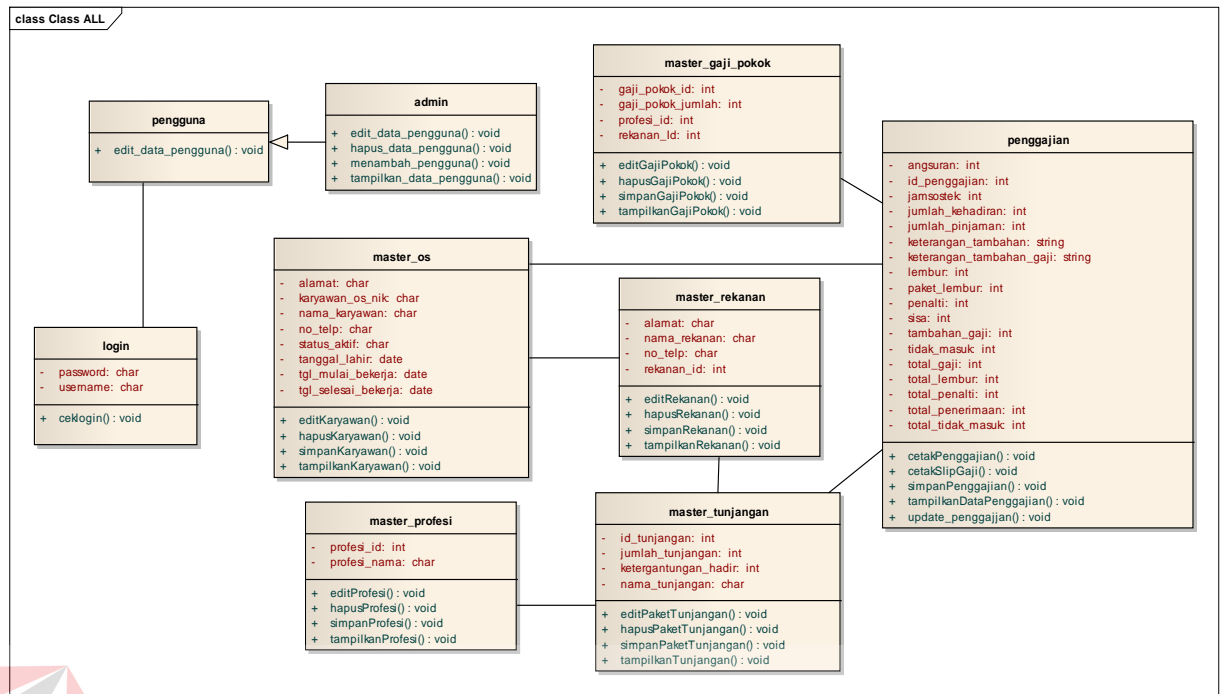 class Class ALL
pengguna
+ edit_data_pengguna() : void
admin
+ edit_data_pengguna() : void
+ hapus_data_pengguna() : void
+ menambah_pengguna() : void
+ tampilkan_data_pengguna() : void
master_gaji_pokok
- gaji_pokok_id: int
- gaji_pokok_jumlah: int
- profesi_id: int
- rekanan_Id: int
+ editGajiPokok() : void
+ hapusGajiPokok() : void
+ simpanGajiPokok() : void
+ tampilkanGajiPokok() : void
penggajian
- angsuran: int
- id_penggajian: int
- jamsostek: int
- jumlah_kehadiran: int
- jumlah_pinjaman: int
- keterangan_tambahan: string
- keterangan_tambahan_gaji: string
- lembur: int
- paket_lembur: int
- penalti: int
- sisa: int
- tambahan_gaji: int
- tidak_masuk: int
- total_gaji: int
- total_lembur: int
- total_penalti: int
- total_penerimaan: int
- total_tidak_masuk: int
+ cetakPenggajian() : void
+ cetakSlipGaji() : void
+ simpanPenggajian() : void
+ tampilkanDataPenggajian() : void
+ update_penggajjan() : void
master_os
- alamat: char
- karyawan_os_nik: char
- nama_karyawan: char
- no_telp: char
- status_aktif: char
- tanggal_lahir: date
- tgl_mulai_bekerja: date
- tgl_selesai_bekerja: date
+ editKaryawan() : void
+ hapusKaryawan() : void
+ simpanKaryawan() : void
+ tampilkanKaryawan() : void
master_rekanan
- alamat: char
- nama_rekanan: char
- no_telp: char
- rekanan_id: int
+ editRekanan() : void
+ hapusRekanan() : void
+ simpanRekanan() : void
+ tampilkanRekanan() : void
login
- password: char
- username: char
+ ceklogin() : void
master_profesi
- profesi_id: int
- profesi_nama: char
+ editProfesi() : void
+ hapusProfesi() : void
+ simpanProfesi() : void
+ tampilkanProfesi() : void
master_tunjangan
- id_tunjangan: int
- jumlah_tunjangan: int
- ketergantungan_hadir: int
- nama_tunjangan: char
+ editPaketTunjangan() : void
+ hapusPaketTunjangan() : void
+ simpanPaketTunjangan() : void
+ tampilkanTunjangan() : void